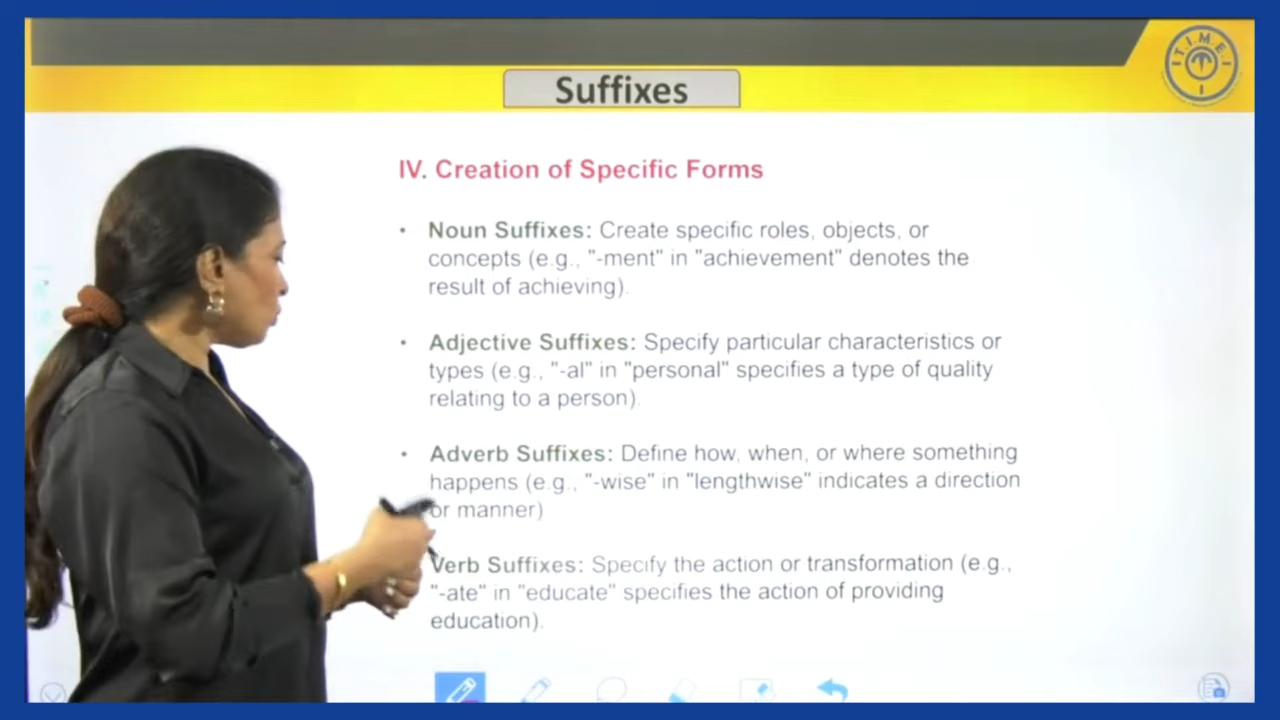 Suffixes
T.I.M.E.
IV. Creation of Specific Forms
• Noun Suffixes: Create specific roles, objects, or
concepts (e.g., "-ment" in "achievement" denotes the
result of achieving).
• Adjective Suffixes: Specify particular characteristics or
types (e.g., "-al" in "personal" specifies a type of quality
relating to a person).
• Adverb Suffixes: Define how, when, or where something
happens (e.g., "-wise" in "lengthwise" indicates a direction
or manner)
Verb Suffixes: Specify the action or transformation (e.g.,
"-ate" in "educate" specifies the action of providing
education).